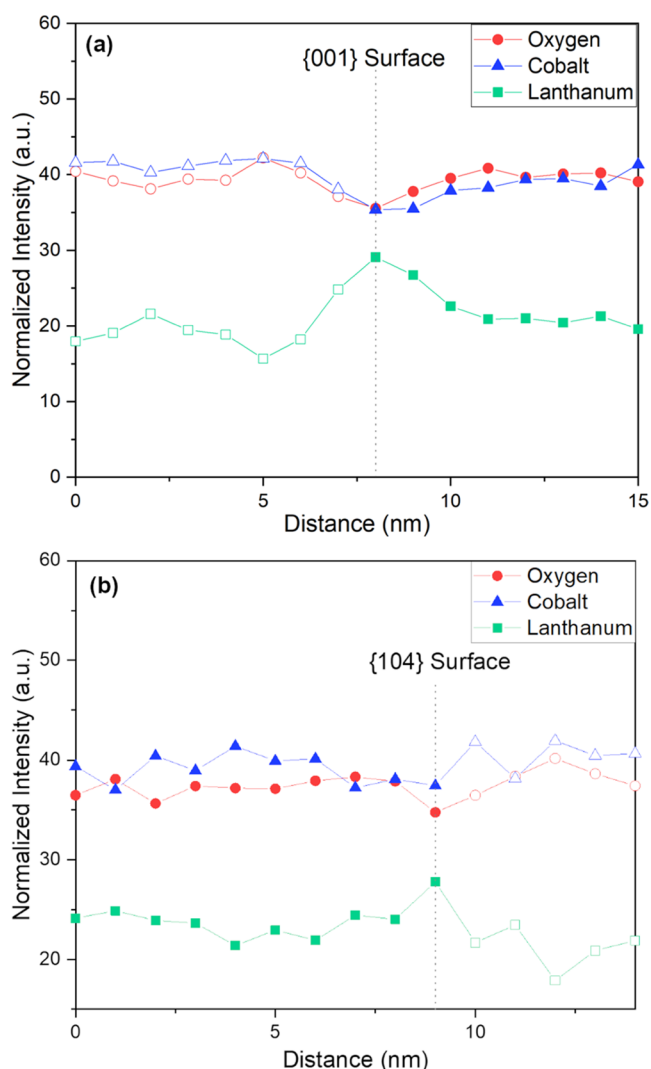 (a)
{001} Surface
Oxygen
Cobalt
Lanthanum
Normalized Intensity (a.u.)
60
50
40
30
20
10
0
0 5 10 15
Distance (nm)
(b)
{104} Surface
Oxygen
Cobalt
Lanthanum
Normalized Intensity (a.u.)
60
50
40
30
20
0 5 10
Distance (nm)